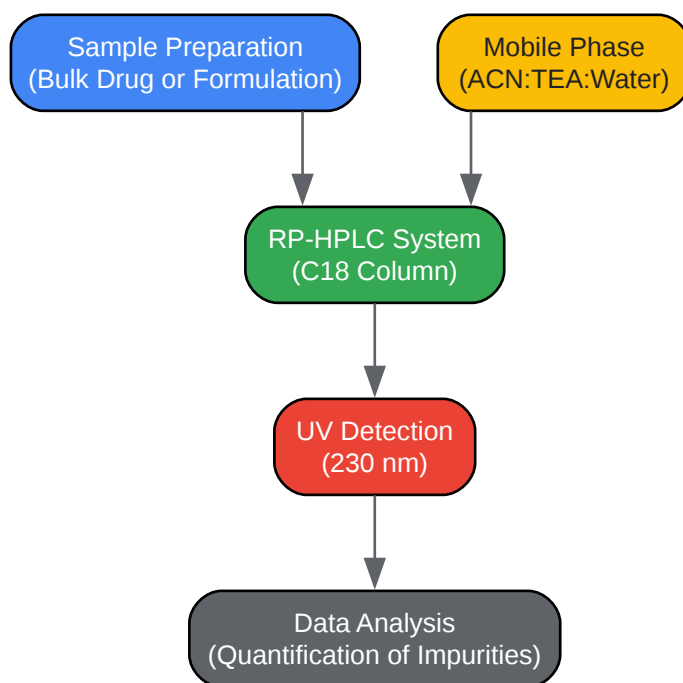 Sample Preparation
(Bulk Drug or Formulation)
Mobile Phase
(ACN:TEA:Water)
RP-HPLC System
(C18 Column)
UV Detection
(230 nm)
Data Analysis
(Quantification of Impurities)